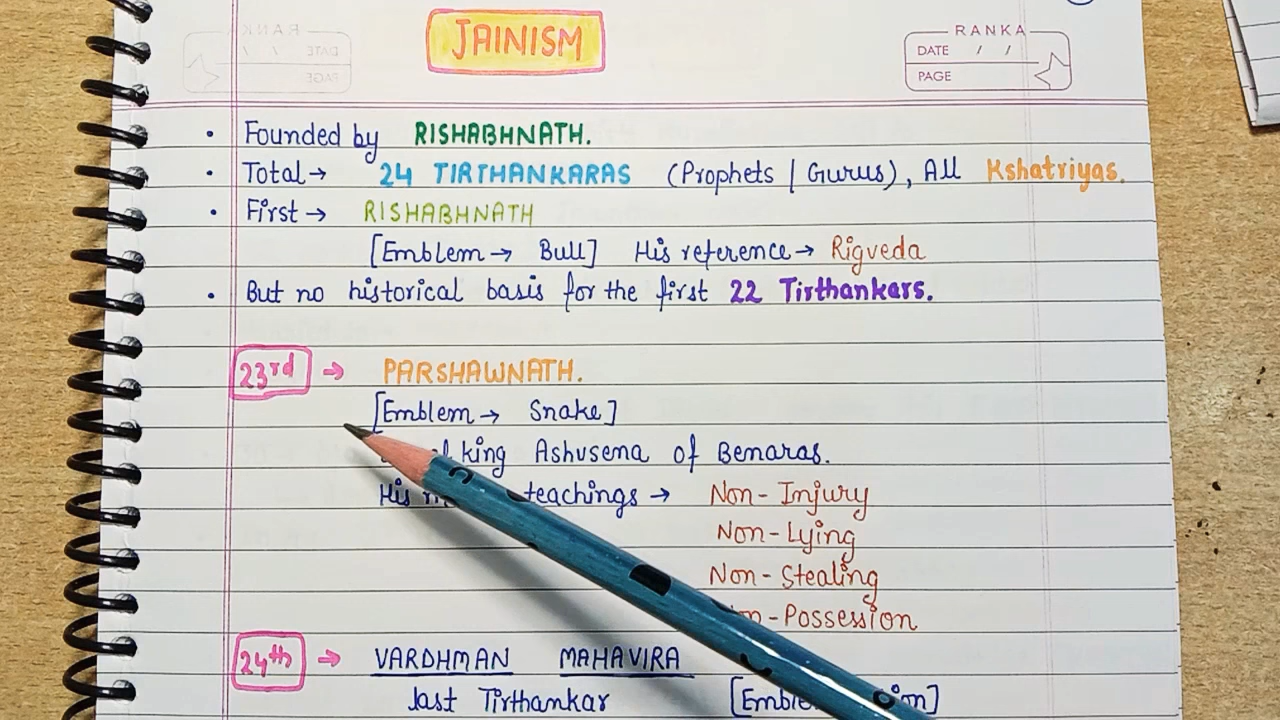 JAINISM
RANKA
DATE / /
PAGE
• Founded by RISHABHNATH.
• Total → 24 TIRTHANKARAS (Prophets | Gurus), All Kshatriyas.
• First → RISHABHNATH
[Emblem → Bull] His reference → Rigveda
• But no historical basis for the first 22 Tirthankars.
23rd → PARSHAWNATH.
[Emblem → Snake]
king Ashusena of Benaras.
His teachings → Non-Injury
Non-Lying
Non-Stealing
-Possession
24th → VARDHMAN MAHAVIRA
last Tirthankar [Emble ion]